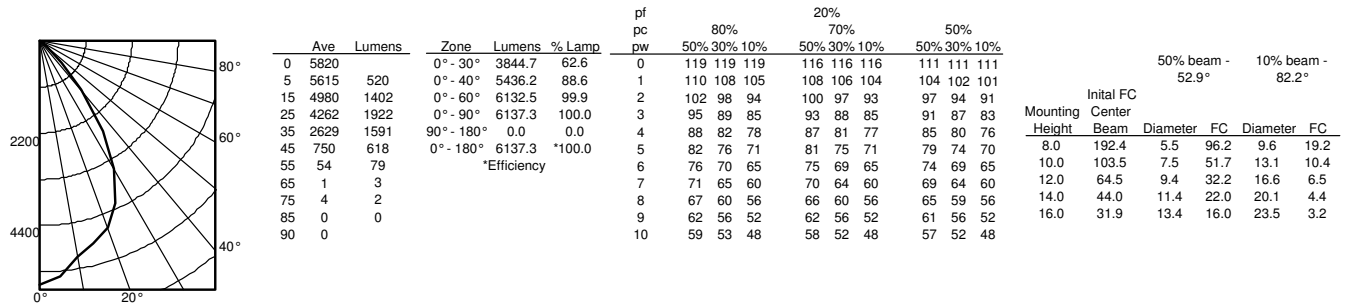 2200
4400
80°
60°
40°
0°
20°
Ave Lumens
0 5820
5 5615 520
15 4980 1402
25 4262 1922
35 2629 1591
45 750 618
55 54 79
65 1 3
75 4 2
85 0 0
90 0
Zone Lumens % Lamp
0°- 30° 3844.7 62.6
0°- 40° 5436.2 88.6
0°- 60° 6132.5 99.9
0°- 90° 6137.3 100.0
90°- 180° 0.0 0.0
0°- 180° 6137.3 *100.0
*Efficiency
pf 20%
pc 80% 70% 50%
pw 50% 30% 10% 50% 30% 10% 50% 30% 10%
0 119 119 119 116 116 116 111 111 111
1 110 108 105 108 106 104 104 102 101
2 102 98 94 100 97 93 97 94 91
3 95 89 85 93 88 85 91 87 83
4 88 82 78 87 81 77 85 80 76
5 82 76 71 81 75 71 79 74 70
6 76 70 65 75 69 65 74 69 65
7 71 65 60 70 64 60 69 64 60
8 67 60 56 66 60 56 65 59 56
9 62 56 52 62 56 52 61 56 52
10 59 53 48 58 52 48 57 52 48
50% beam - 10% beam -
52.9° 82.2°
Inital FC
Mounting Center
Height Beam Diameter FC Diameter FC
8.0 192.4 5.5 96.2 9.6 19.2
10.0 103.5 7.5 51.7 13.1 10.4
12.0 64.5 9.4 32.2 16.6 6.5
14.0 44.0 11.4 22.0 20.1 4.4
16.0 31.9 13.4 16.0 23.5 3.2